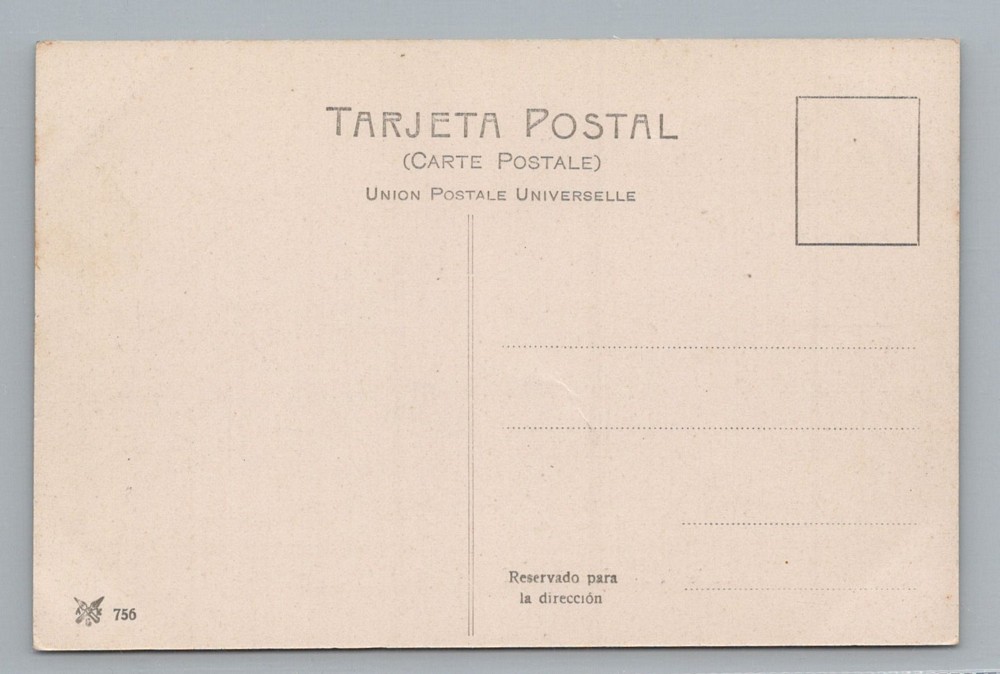 TARJETA POSTAL
(CARTE POSTALE)
UNION POSTALE UNIVERSELLE
Reservado para
la dirección
756